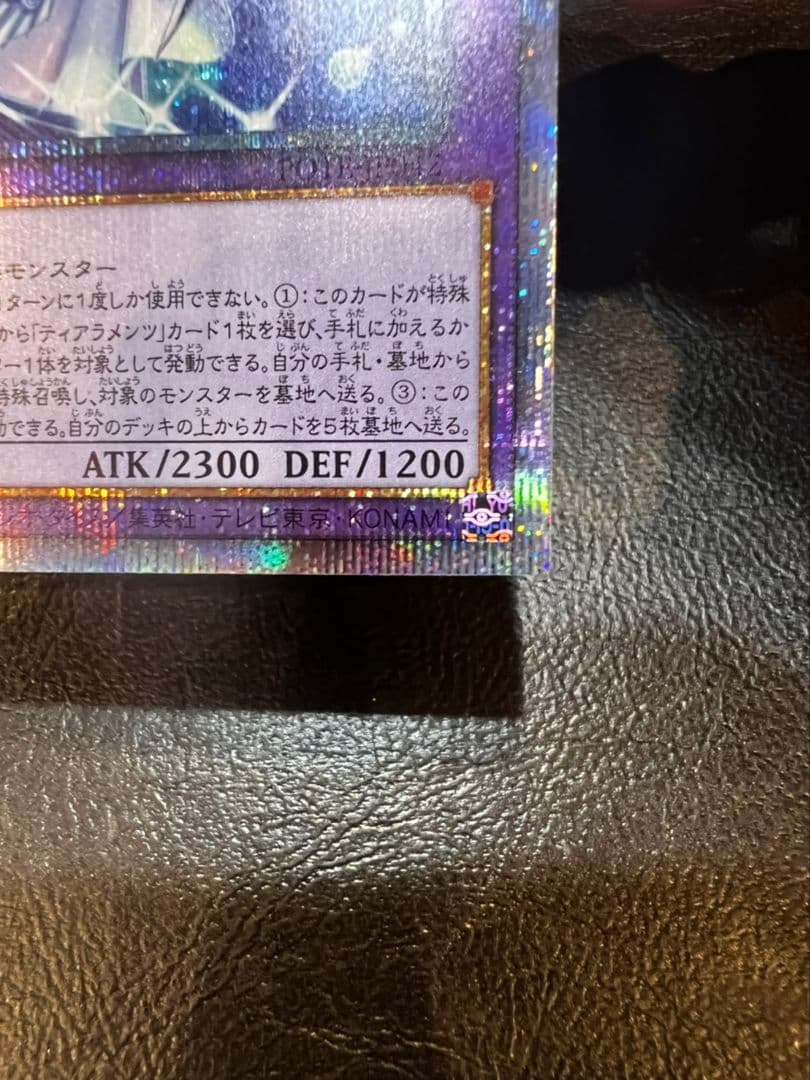 モンスター
ターンに1度しか使用できない。①:このカードが特殊
から「ティアラメンツ」カード1枚を選び、手札に加えるか
ー1体を対象として発動できる。自分の手札・墓地から
特殊召喚し、対象のモンスターを墓地へ送る。③:この
できる。自分のデッキの上からカードを5枚墓地へ送る。
ATK/2300 DEF/1200
集英社・テレビ東京・KONAMI